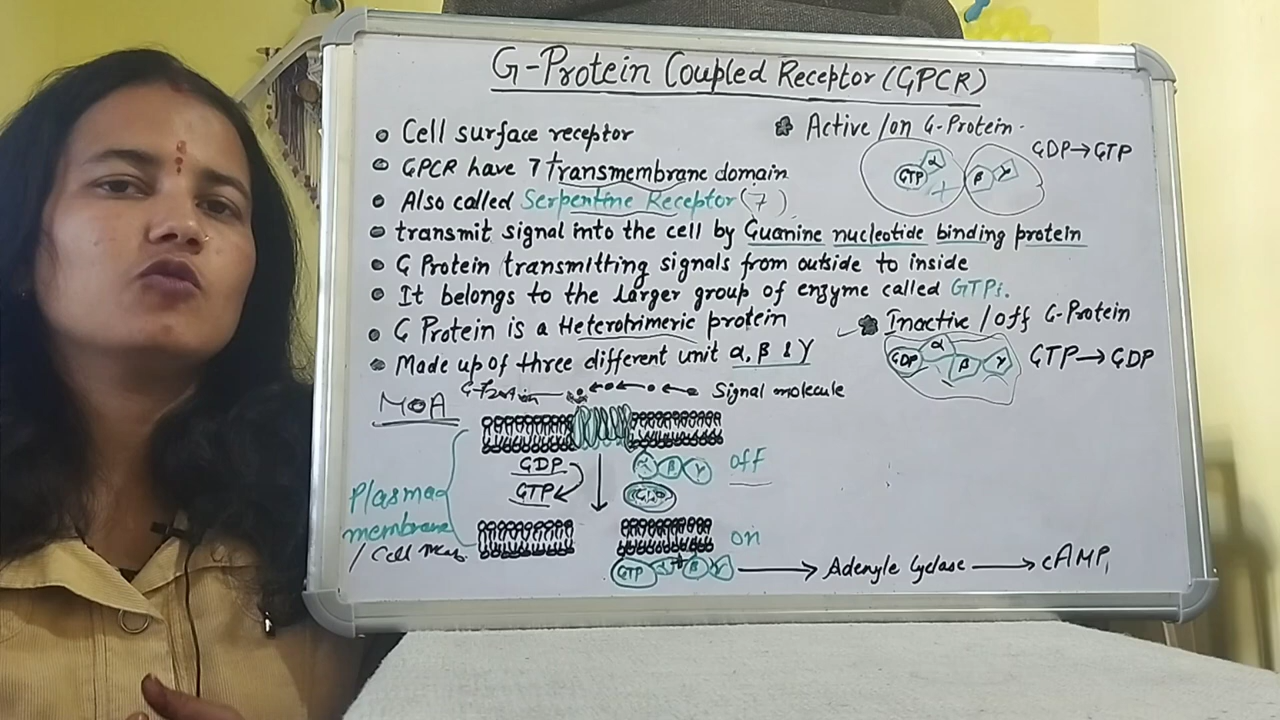 G-Protein Coupled Receptor (GPCR)
Cell surface receptor
GPCR have 7 transmembrane domain
Also called Serpentine Receptor (7)
transmit signal into the cell by Guanine nucleotide binding protein
G Protein transmitting signals from outside to inside
It belongs to the larger group of enzyme called GTPs.
G Protein is a Heterotrimeric protein
Made up of three different unit α, β & γ
Active / on G-Protein.
GDP → GTP
GTP α β γ
Inactive / off G-Protein
GDP α β γ
GTP → GDP
MOA
Signal molecule
GDP
GTP
α β γ off
Plasma
membrane
/ Cell
on
GTP α β γ → Adenyle Cyclase → cAMP